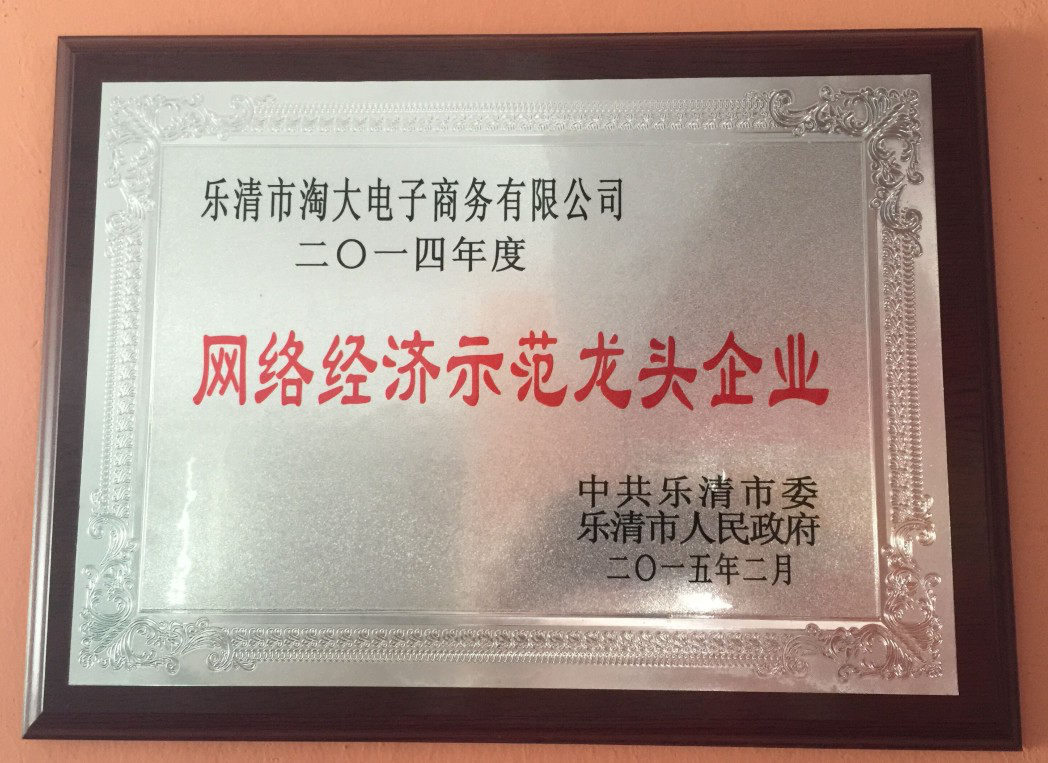 乐清市淘大电子商务有限公司
二〇一四年度
网络经济示范龙头企业
中共乐清市委
乐清市人民政府
二〇一五年二月